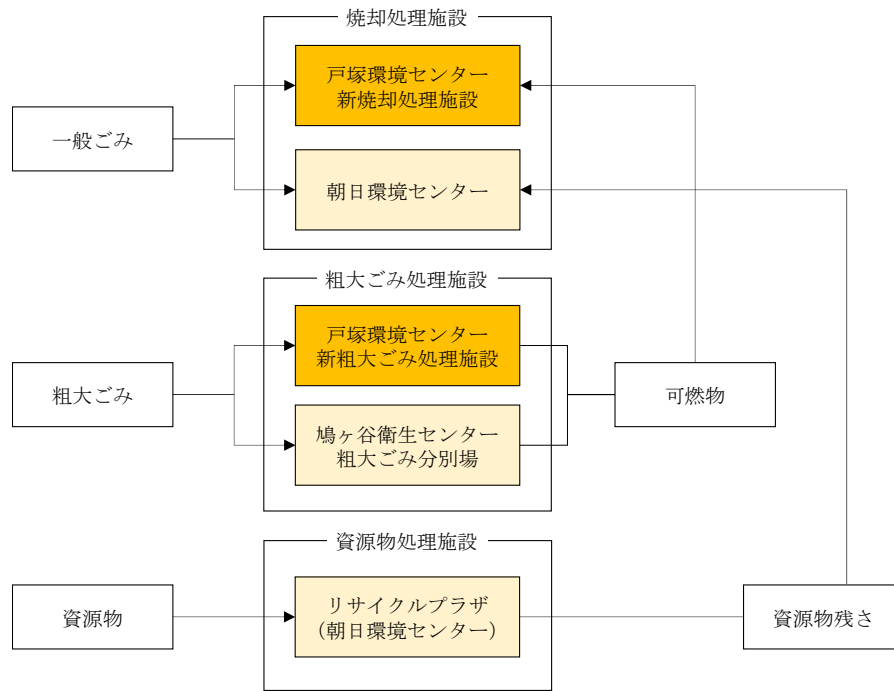 焼却処理施設
戸塚環境センター
新焼却処理施設
一般ごみ
朝日環境センター
粗大ごみ処理施設
戸塚環境センター
新粗大ごみ処理施設
粗大ごみ
可燃物
鳩ヶ谷衛生センター
粗大ごみ分別場
資源物処理施設
資源物
リサイクルプラザ
（朝日環境センター）
資源物残さ